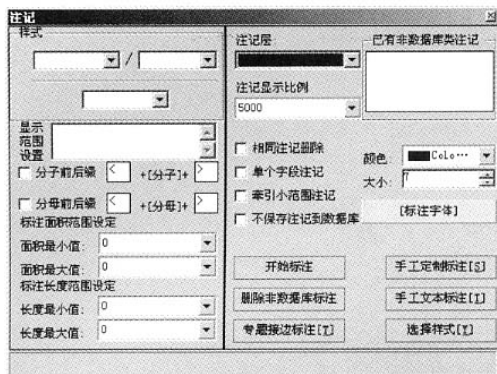 注记
样式
/
显示
范围
设置
分子前后缀 < +[分子]+ >
分母前后缀 < +[分母]+ >
标注面积范围设定
面积最小值: 0
面积最大值: 0
标注长度范围设定
长度最小值: 0
长度最大值: 0
注记层
注记显示比例
5000
相同注记删除
单个字段注记
牵引小范围注记
不保存注记到数据库
已有非数据库类注记
颜色: CoLo…
大小: 7
[标注字体]
开始标注
手工定制标注[S]
删除非数据库标注
手工文本标注[I]
专题接边标注[T]
选择样式[Y]